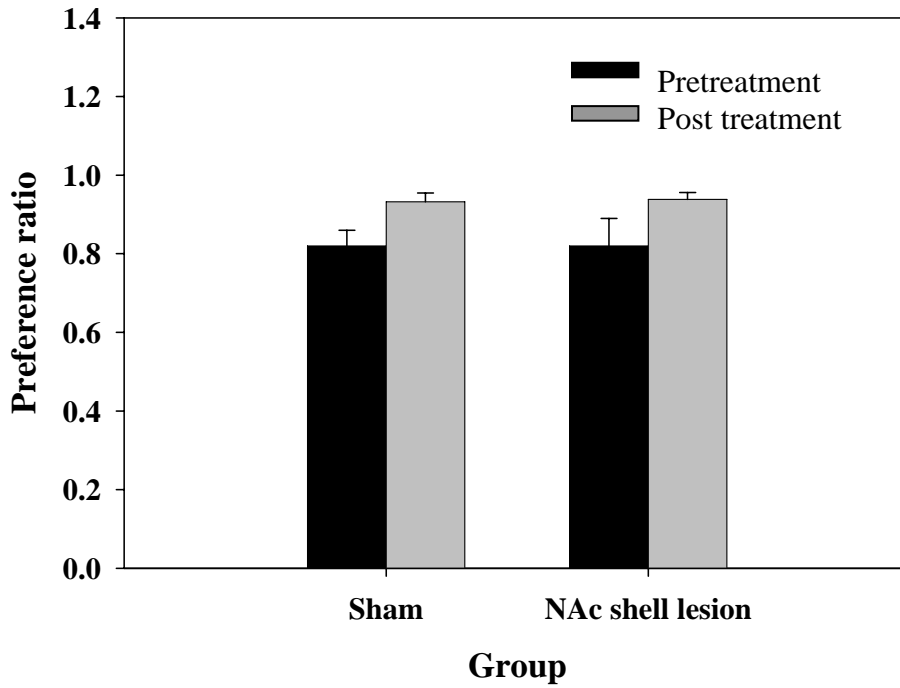 1.4
1.2
1.0
0.8
0.6
0.4
0.2
0.0
Preference ratio
Pretreatment
Post treatment
Sham
NAc shell lesion
Group